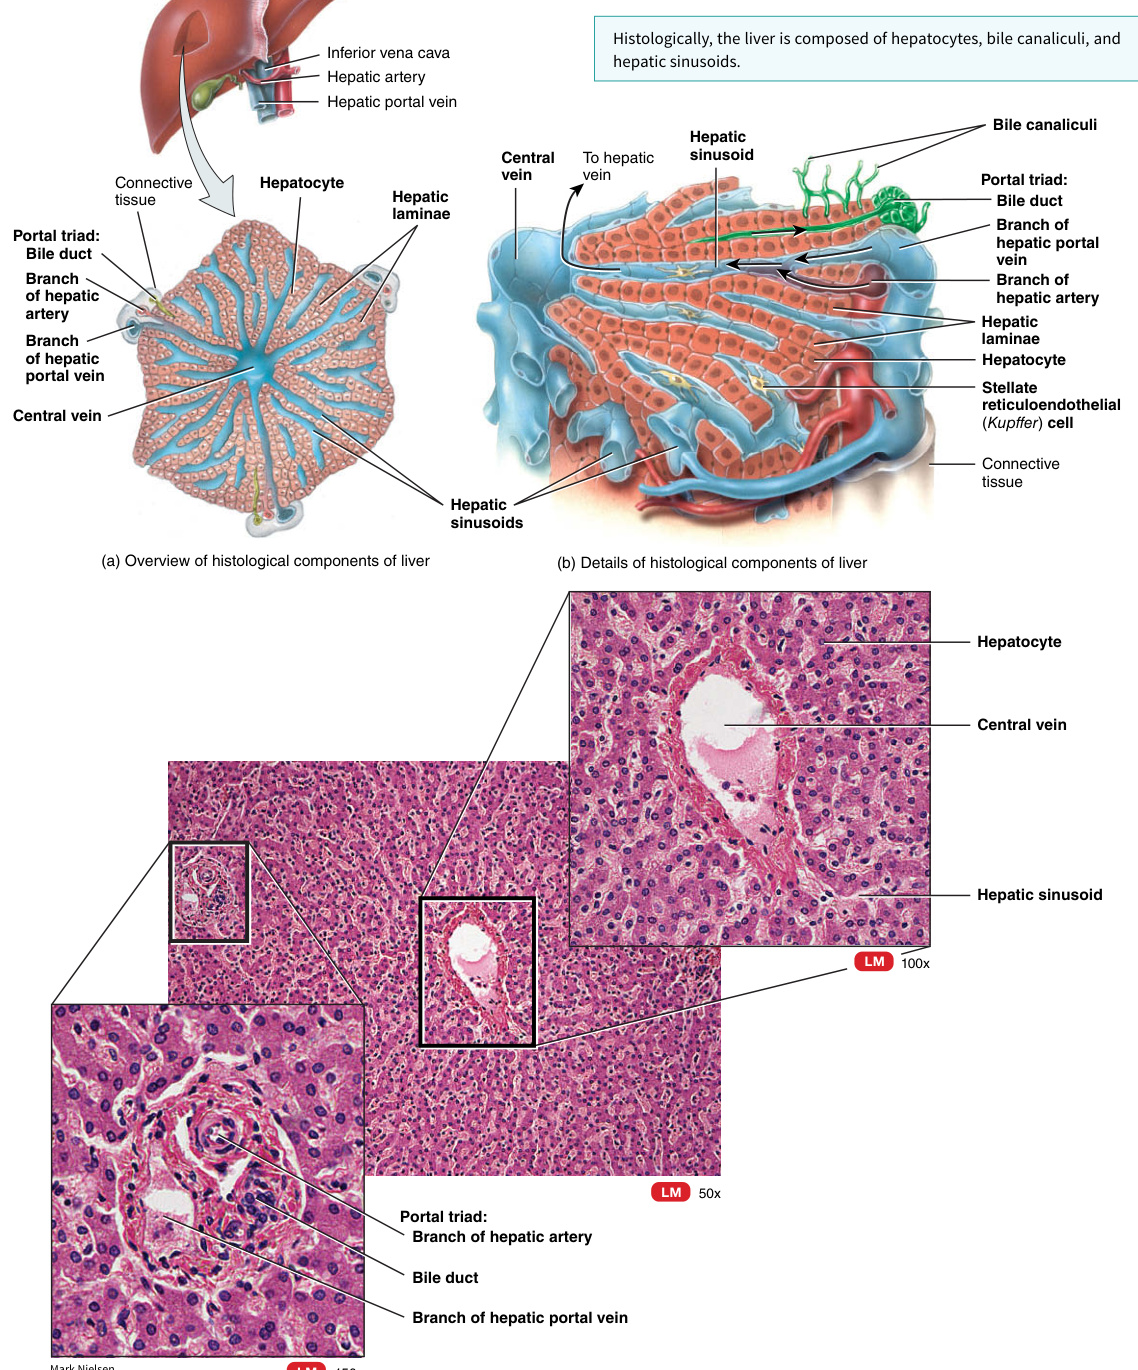 Histologically, the liver is composed of hepatocytes, bile canaliculi, and
hepatic sinusoids.
Inferior vena cava
Hepatic artery
Hepatic portal vein
Connective
tissue
Hepatocyte
Hepatic
laminae
Portal triad:
Bile duct
Branch
of hepatic
artery
Branch
of hepatic
portal vein
Central vein
Hepatic
sinusoids
(a) Overview of histological components of liver
Central
vein
To hepatic
vein
Hepatic
sinusoid
Bile canaliculi
Portal triad:
Bile duct
Branch of
hepatic portal
vein
Branch of
hepatic artery
Hepatic
laminae
Hepatocyte
Stellate
reticuloendothelial
(Kupffer) cell
Connective
tissue
(b) Details of histological components of liver
Hepatocyte
Central vein
Hepatic sinusoid
LM 100x
LM 50x
Portal triad:
Branch of hepatic artery
Bile duct
Branch of hepatic portal vein
Mark Nielsen
LM